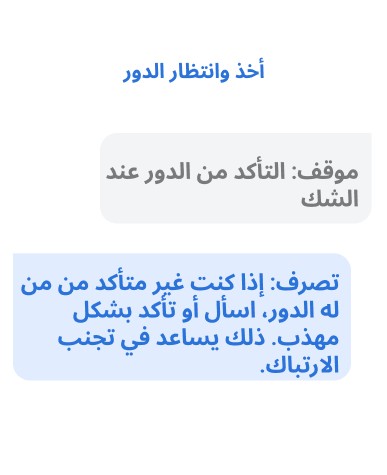 أخذ وانتظار الدور
موقف: التأكد من الدور عند
الشك
تصرف: إذا كنت غير متأكد من من
له الدور، اسأل أو تأكد بشكل
مهذب. ذلك يساعد في تجنب
الارتباك.